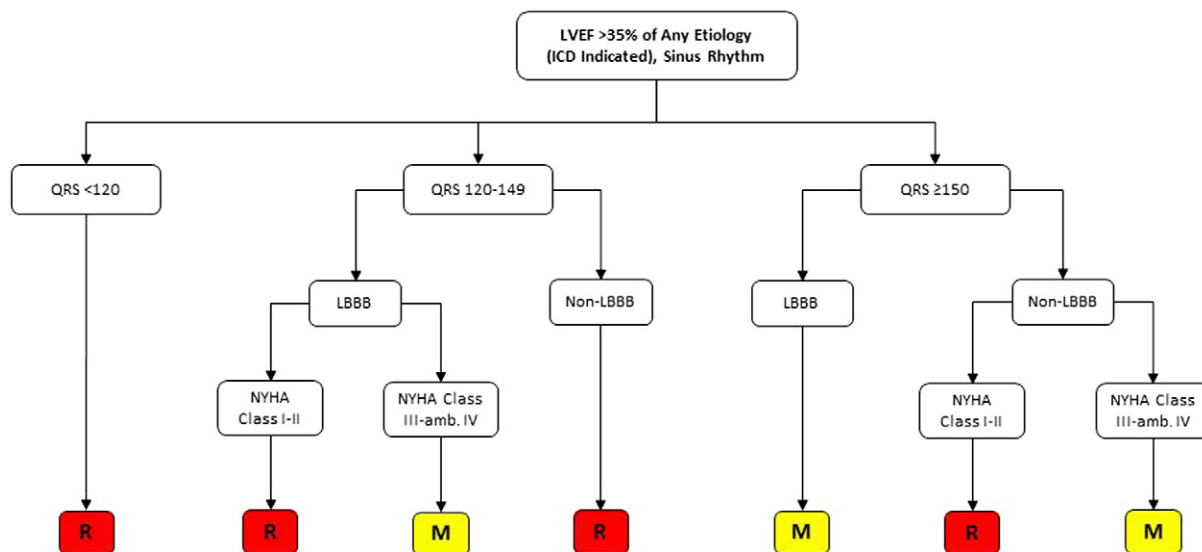 LVEF >35% of Any Etiology
(ICD Indicated), Sinus Rhythm
QRS <120
QRS 120-149
QRS ≥150
LBBB
Non-LBBB
LBBB
Non-LBBB
NYHA
Class I-II
NYHA Class
III-amb. IV
NYHA
Class I-II
NYHA Class
III-amb. IV
R
R
M
R
M
R
M